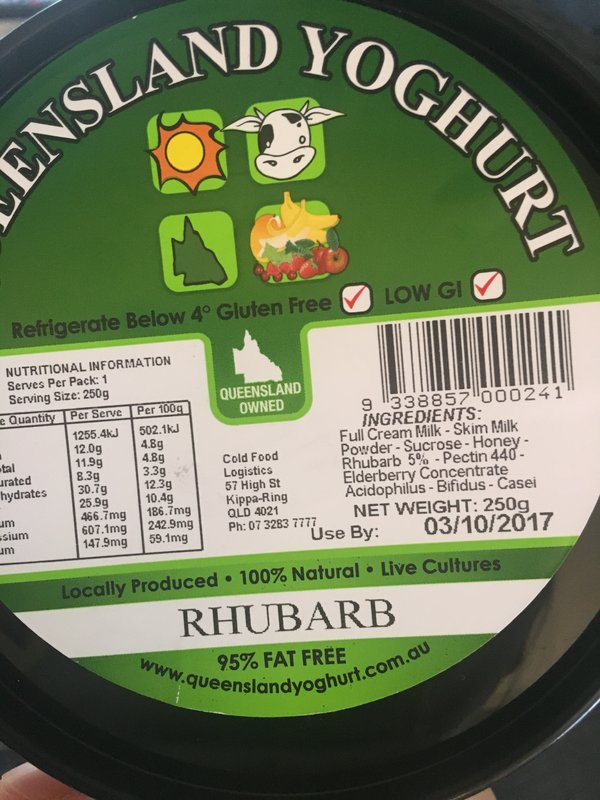 EENSLAND YOGHURT
Refrigerate Below 4° Gluten Free LOW GI
QUEENSLAND
OWNED
NUTRITIONAL INFORMATION
Serves Per Pack: 1
Serving Size: 250g
Quantity Per Serve Per 100g
1255.4kJ 502.1kJ
12.0g 4.8g
11.9g 4.8g
8.3g 3.3g
30.7g 12.3g
25.9g 10.4g
466.7mg 186.7mg
607.1mg 242.9mg
147.9mg 59.1mg
Cold Food
Logistics
57 High St
Kippa-Ring
QLD 4021
Ph: 07 3283 7777
9 338857 000241
INGREDIENTS:
Full Cream Milk - Skim Milk
Powder - Sucrose - Honey -
Rhubarb 5% - Pectin 440 -
Elderberry Concentrate
Acidophilus - Bifidus - Casei
NET WEIGHT: 250g
Use By: 03/10/2017
Locally Produced • 100% Natural • Live Cultures
RHUBARB
95% FAT FREE
www.queenslandyoghurt.com.au